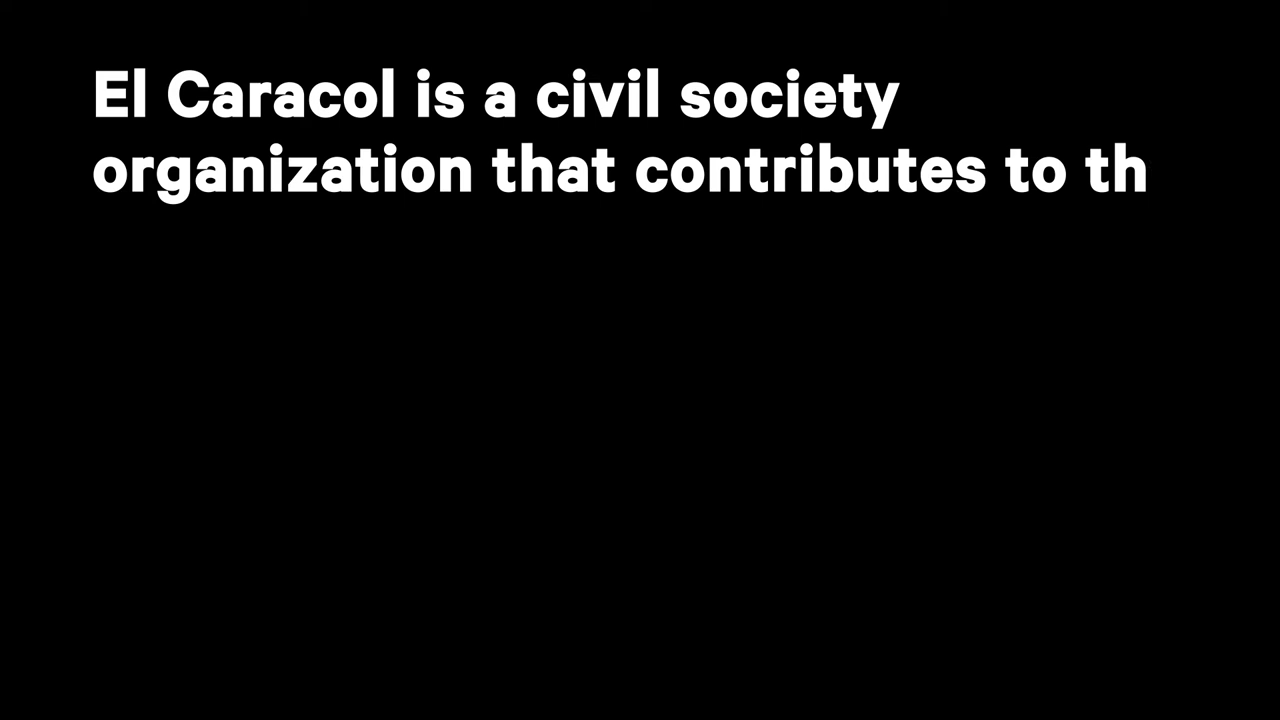 El Caracol is a civil society
organization that contributes to th